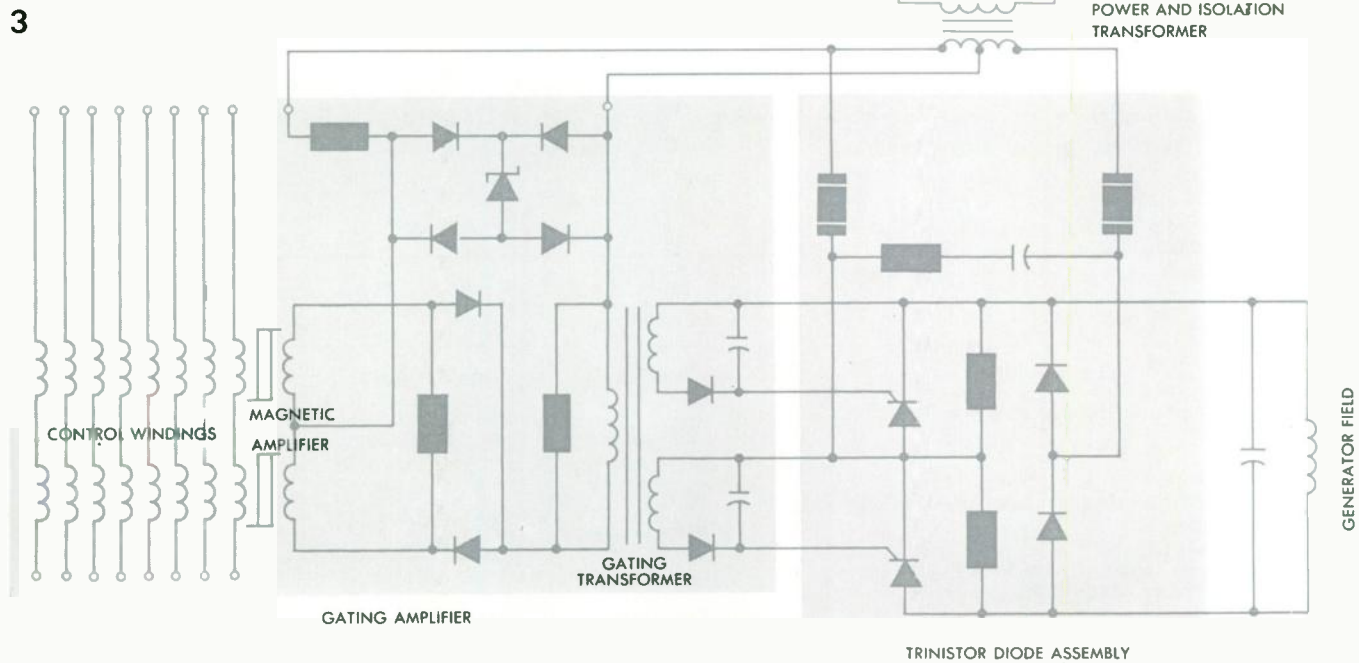 3
POWER AND ISOLATION
TRANSFORMER
MAGNETIC
AMPLIFIER
CONTROL WINDINGS
GATING
TRANSFORMER
GENERATOR FIELD
GATING AMPLIFIER
TRINISTOR DIODE ASSEMBLY